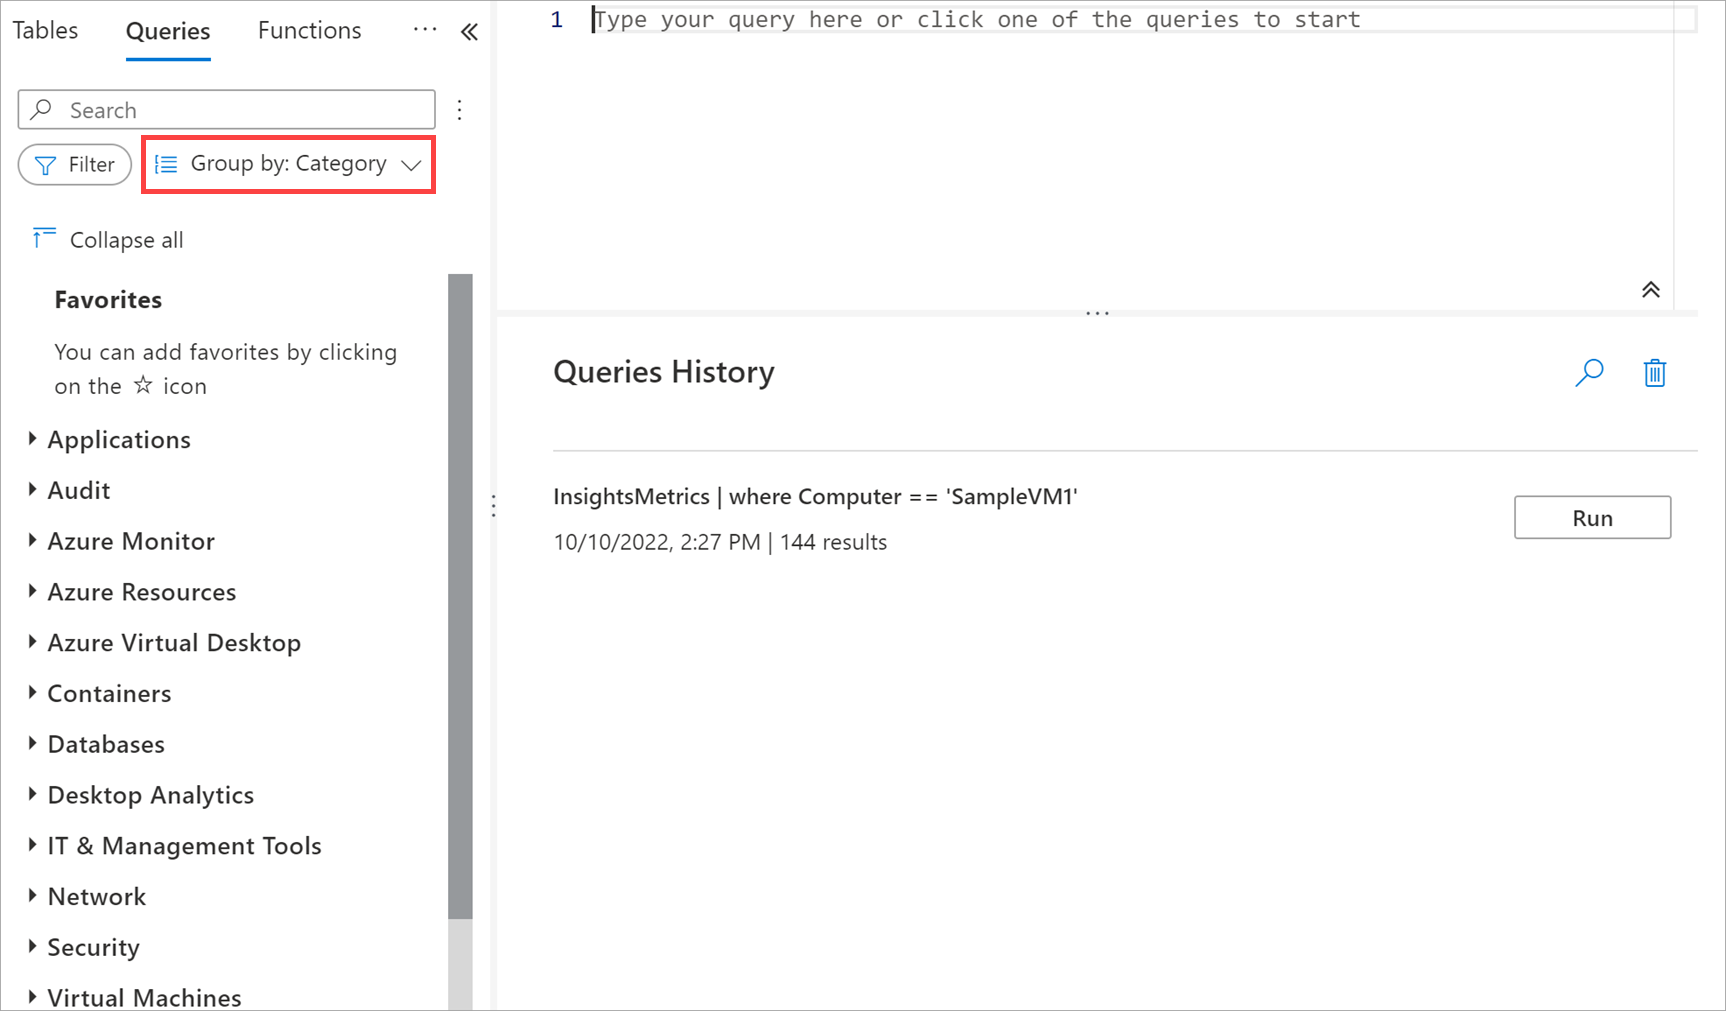 Tables Queries Functions
Search
Filter Group by: Category
Collapse all
Favorites
You can add favorites by clicking
on the ☆ icon
Applications
Audit
Azure Monitor
Azure Resources
Azure Virtual Desktop
Containers
Databases
Desktop Analytics
IT & Management Tools
Network
Security
Virtual Machines
1 Type your query here or click one of the queries to start
Queries History
InsightsMetrics | where Computer == 'SampleVM1'
10/10/2022, 2:27 PM | 144 results
Run